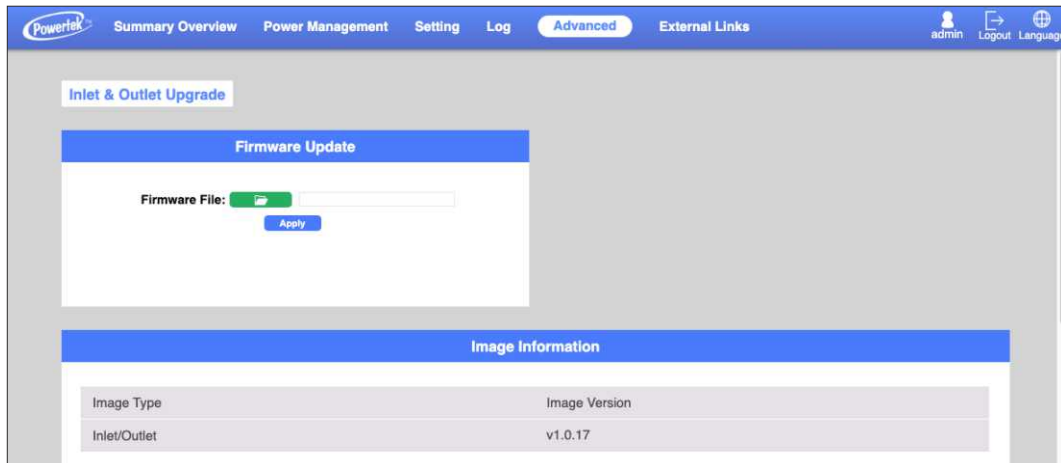 Powertek Summary Overview Power Management Setting Log Advanced External Links admin Logout Language
Inlet & Outlet Upgrade
Firmware Update
Firmware File:
Apply
Image Information
Image Type Image Version
Inlet/Outlet v1.0.17